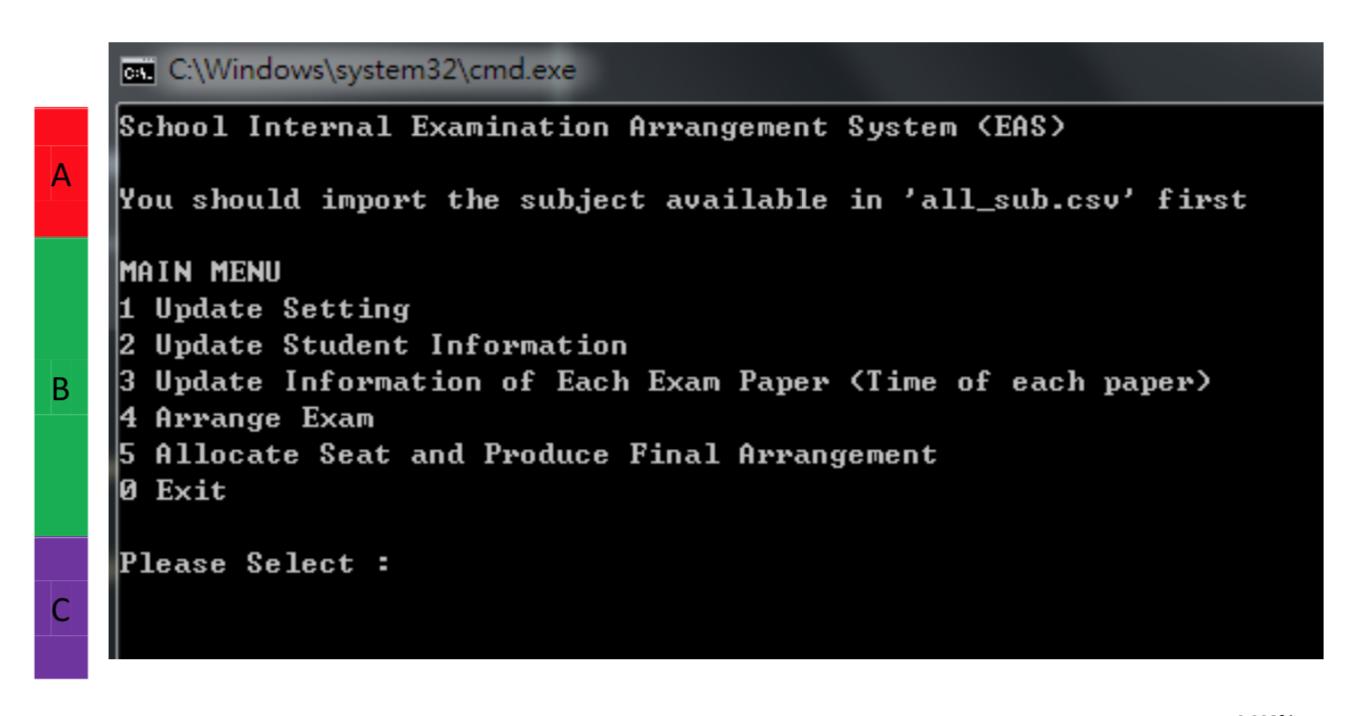 C:\Windows\system32\cmd.exe
School Internal Examination Arrangement System (EAS)
A
You should import the subject available in 'all_sub.csv' first
MAIN MENU
1 Update Setting
2 Update Student Information
B
3 Update Information of Each Exam Paper (Time of each paper)
4 Arrange Exam
5 Allocate Seat and Produce Final Arrangement
0 Exit
Please Select :
C